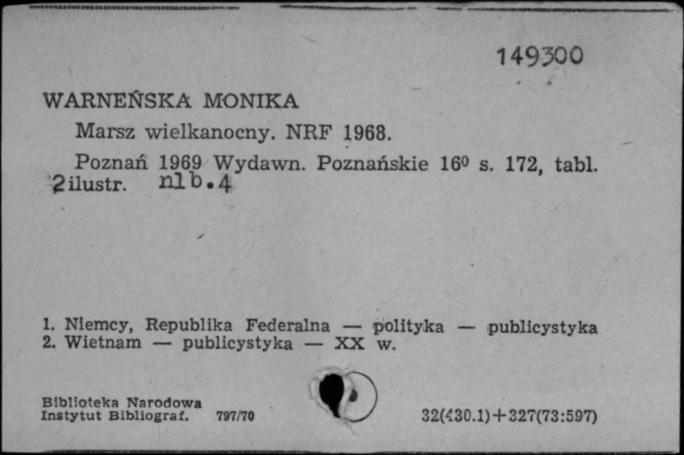 149300
WARNEŃSKA MONIKA
Marsz wielkanocny. NRF 1968.
Poznań 1969 Wydawn. Poznańskie 16⁰ s. 172, tabl.
2 ilustr. nlb. 4
1. Niemcy, Republika Federalna — polityka — publicystyka
2. Wietnam — publicystyka — XX w.
Biblioteka Narodowa
Instytut Bibliograf. 797/70 32(430.1)+327(73:597)